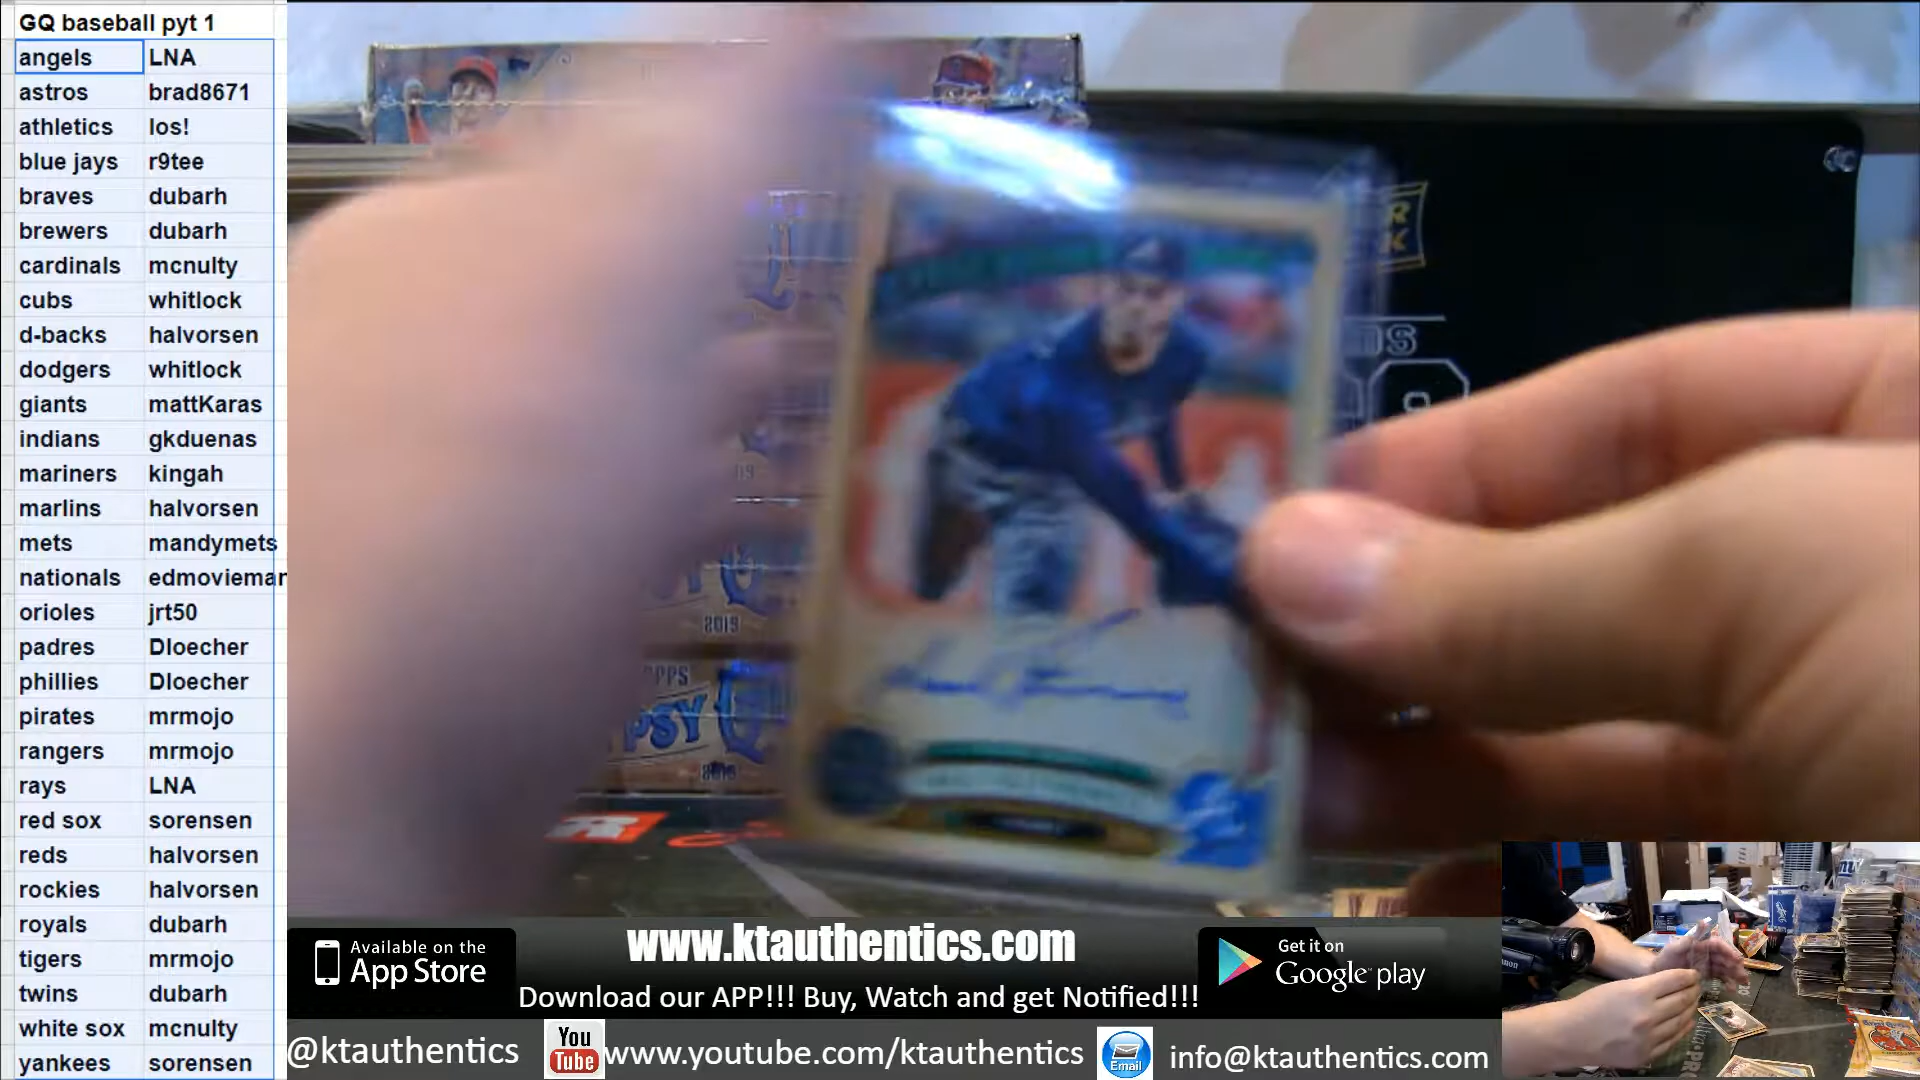 GQ baseball pyt 1
angels LNA
astros brad8671
athletics los!
blue jays r9tee
braves dubarh
brewers dubarh
cardinals mcnulty
cubs whitlock
d-backs halvorsen
dodgers whitlock
giants mattKaras
indians gkduenas
mariners kingah
marlins halvorsen
mets mandymets
nationals edmovieman
orioles jrt50
padres Dloecher
phillies Dloecher
pirates mrmojo
rangers mrmojo
rays LNA
red sox sorensen
reds halvorsen
rockies halvorsen
royals dubarh
tigers mrmojo
twins dubarh
white sox mcnulty
yankees sorensen
2019
Available on the
App Store
www.ktauthentics.com
Get it on
Google play
Download our APP!!! Buy, Watch and get Notified!!!
@ktauthentics
You
Tube
www.youtube.com/ktauthentics
Email
info@ktauthentics.com